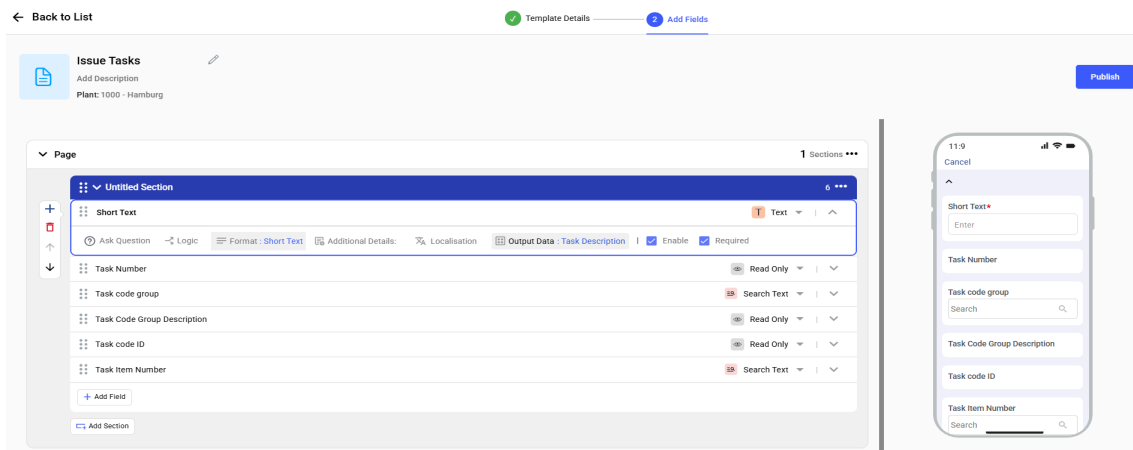 Back to List
Template Details
2 Add Fields
Issue Tasks
Add Description
Plant: 1000 - Hamburg
Publish
Page
1 Sections
Untitled Section
6
Short Text
T Text
Ask Question
Logic
Format : Short Text
Additional Details:
Localisation
Output Data : Task Description
Enable
Required
Task Number
Read Only
Task code group
Search Text
Task Code Group Description
Read Only
Task code ID
Read Only
Task Item Number
Search Text
+ Add Field
Add Section
11:9
Cancel
Short Text*
Enter
Task Number
Task code group
Search
Task Code Group Description
Task code ID
Task Item Number
Search